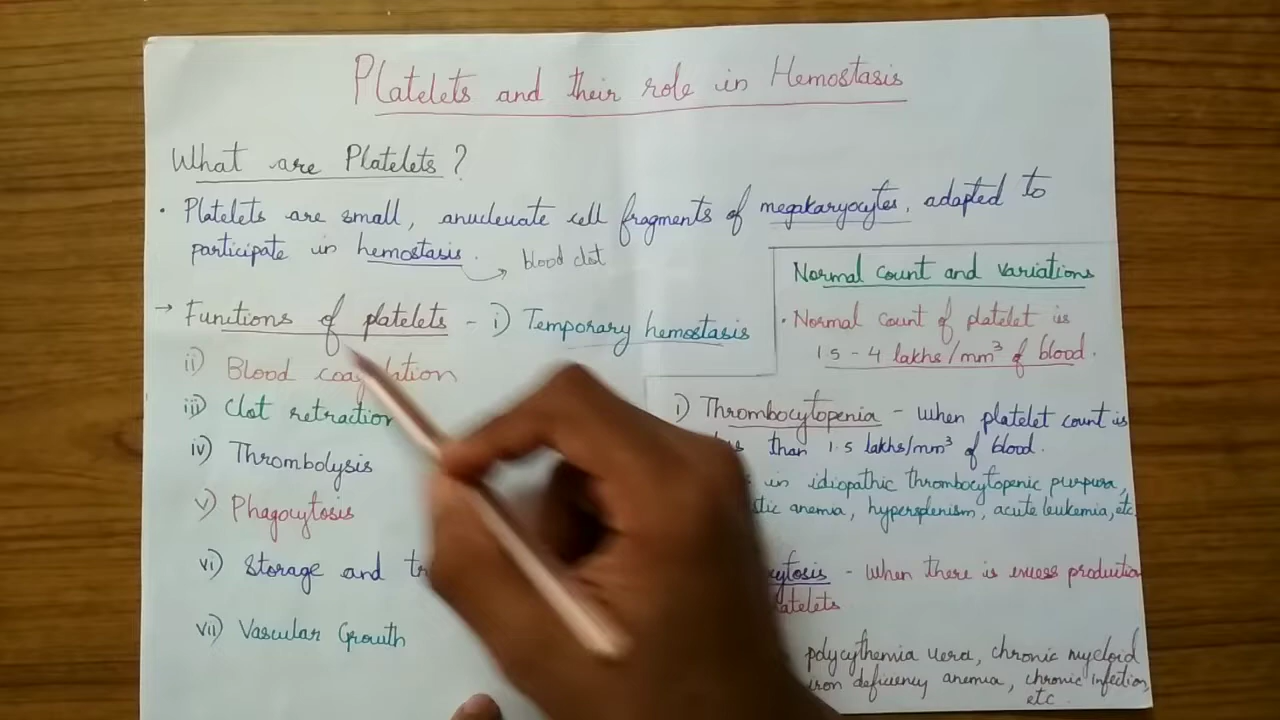 Platelets and their role in Hemostasis
What are Platelets?
• Platelets are small, anucleate cell fragments of megakaryocytes, adapted to
participate in hemostasis.
blood clot
→ Functions of platelets - i) Temporary hemostasis
ii) Blood coagulation
iii) Clot retraction
iv) Thrombolysis
v) Phagocytosis
vi) Storage and
vii) Vascular Growth
Normal count and variations
• Normal count of platelet is
1.5 - 4 lakhs/mm³ of blood.
i) Thrombocytopenia - when platelet count is
than 1.5 lakhs/mm³ of blood.
in idiopathic thrombocytopenic purpura,
anemia, hypersplenism, acute leukemia, etc
- when there is excess production
polycythemia vera, chronic myeloid
iron deficiency anemia, chronic infection,
etc.